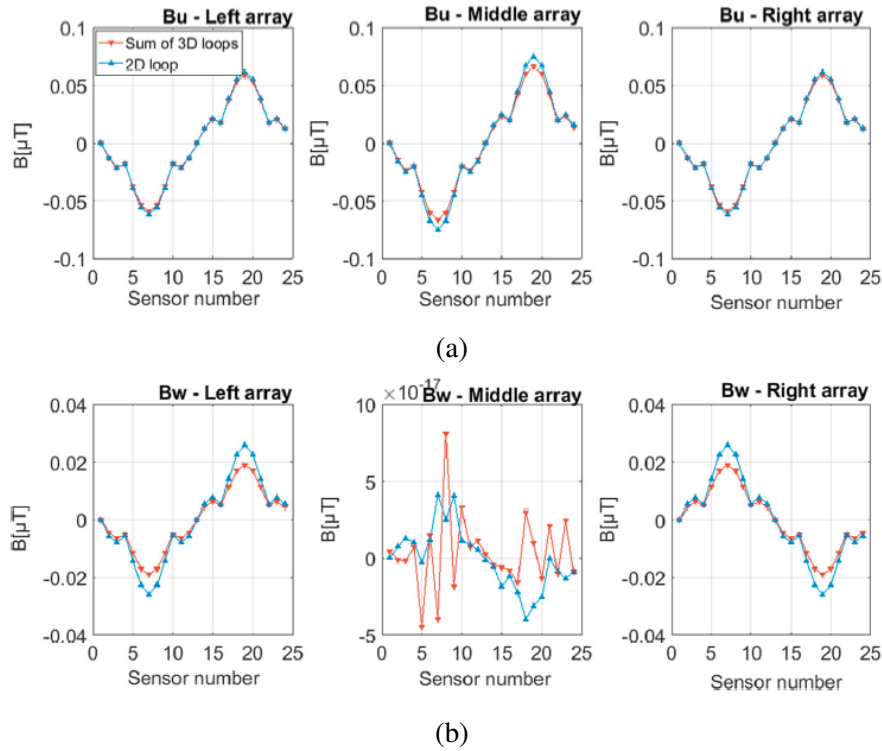 Bu - Left array
Bu - Middle array
Bu - Right array
Sum of 3D loops
2D loop
0.1
0.05
0
-0.05
-0.1
B[μT]
0 5 10 15 20 25
Sensor number
0.1
0.05
0
-0.05
-0.1
B[μT]
0 5 10 15 20 25
Sensor number
0.1
0.05
0
-0.05
-0.1
B[μT]
0 5 10 15 20 25
Sensor number
(a)
Bw - Left array
×10-17
Bw - Middle array
Bw - Right array
0.04
0.02
0
-0.02
-0.04
B[μT]
0 5 10 15 20 25
Sensor number
10
5
0
-5
B[μT]
0 5 10 15 20 25
Sensor number
0.04
0.02
0
-0.02
-0.04
B[μT]
0 5 10 15 20 25
Sensor number
(b)